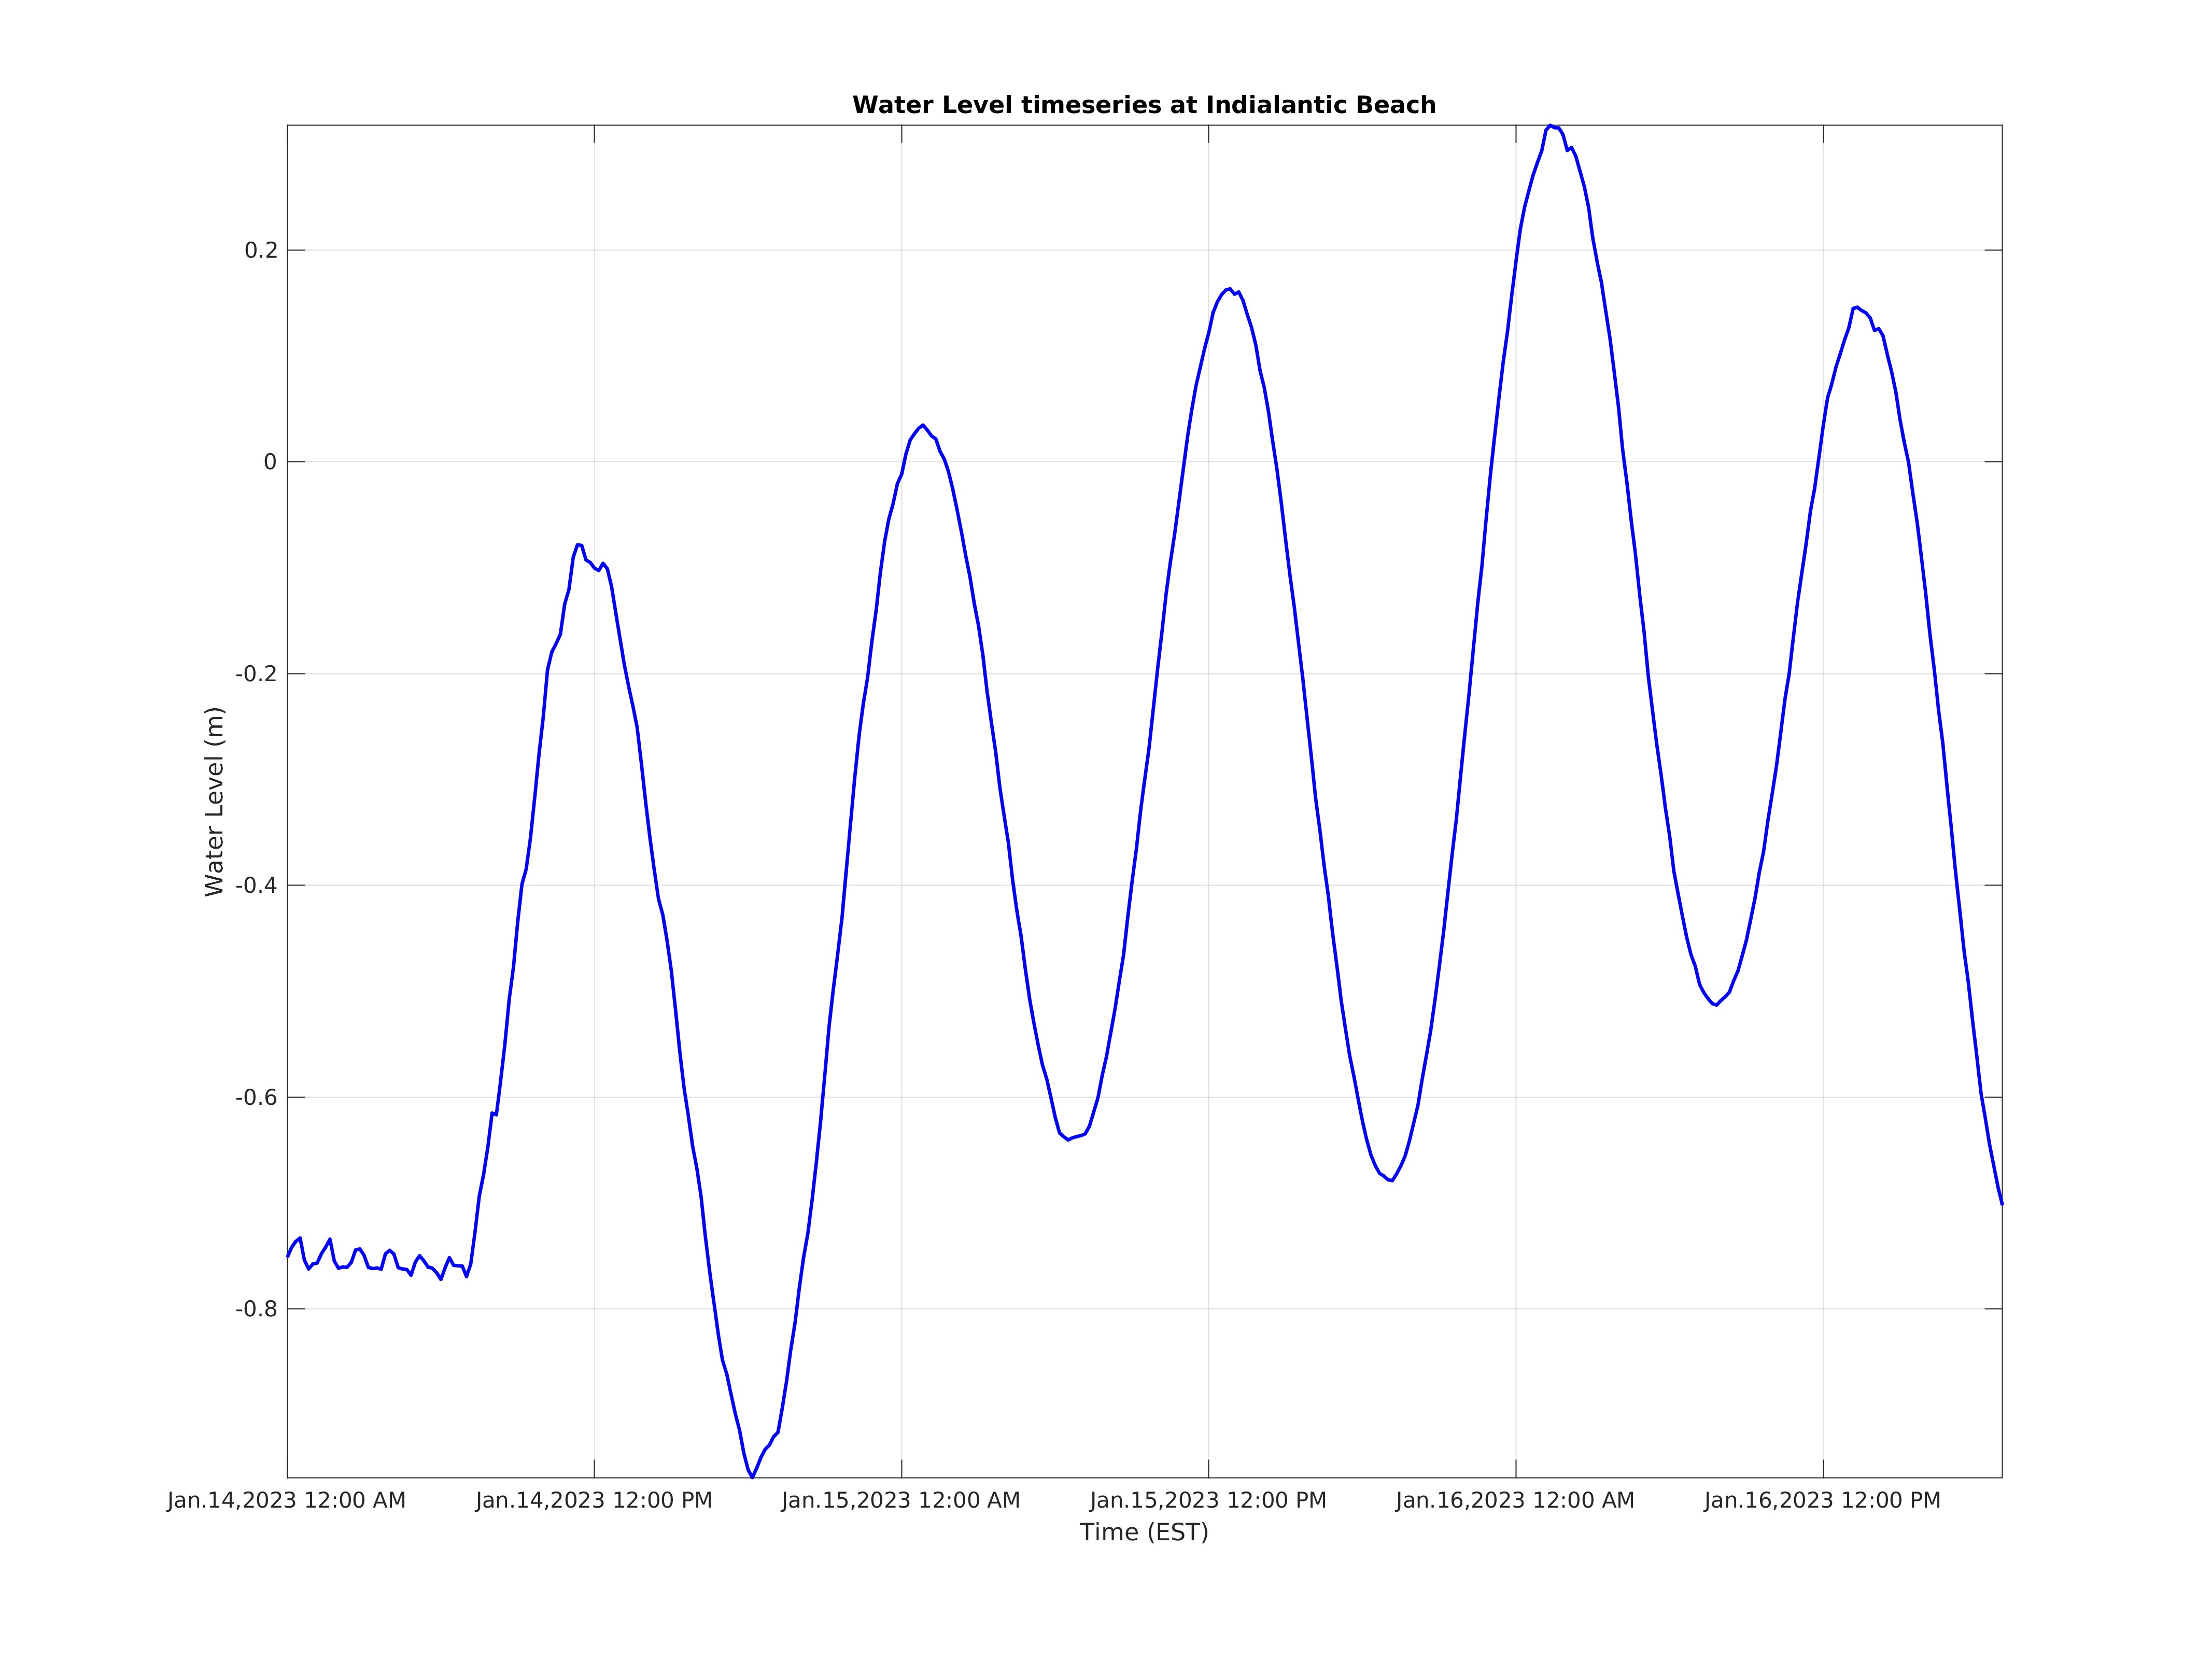 Water Level timeseries at Indialantic Beach
0.2
0
-0.2
-0.4
-0.6
-0.8
Water Level (m)
Jan.14,2023 12:00 AM Jan.14,2023 12:00 PM Jan.15,2023 12:00 AM Jan.15,2023 12:00 PM Jan.16,2023 12:00 AM Jan.16,2023 12:00 PM
Time (EST)